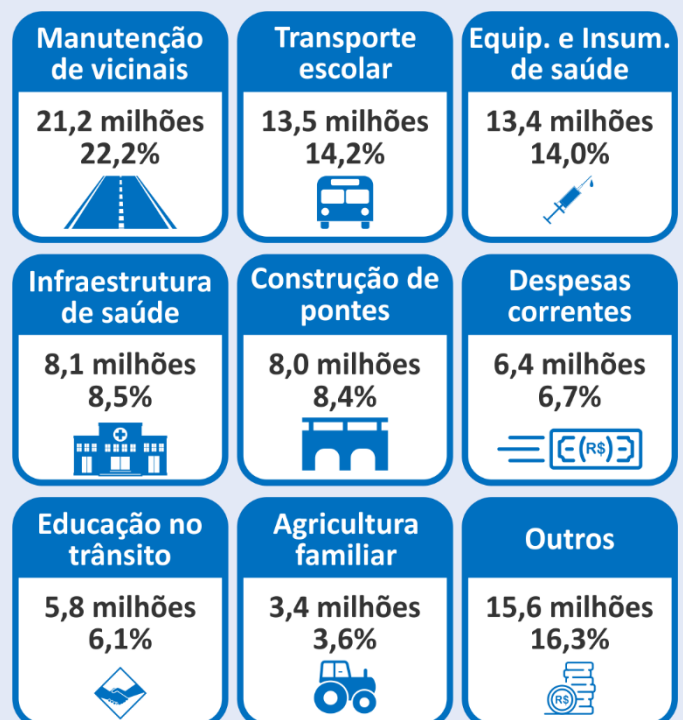 Manutenção
de vicinais
21,2 milhões
22,2%
Transporte
escolar
13,5 milhões
14,2%
Equip. e Insum.
de saúde
13,4 milhões
14,0%
Infraestrutura
de saúde
8,1 milhões
8,5%
Construção de
pontes
8,0 milhões
8,4%
Despesas
correntes
6,4 milhões
6,7%
(R$)
Educação no
trânsito
5,8 milhões
6,1%
Agricultura
familiar
3,4 milhões
3,6%
Outros
15,6 milhões
16,3%
R$